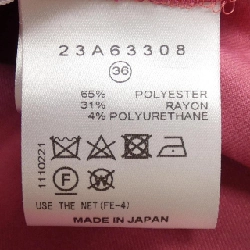 23A63308
36
65% POLYESTER
31% RAYON
4% POLYURETHANE
1110221
F W
USE THE NET(FE-4)
MADE IN JAPAN